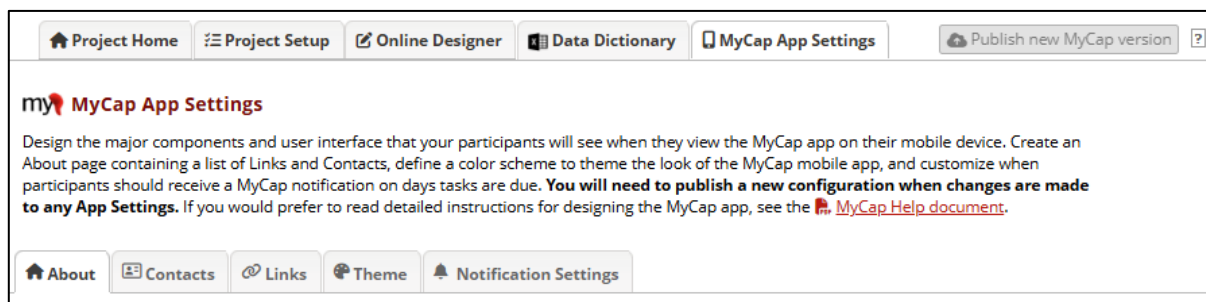 Project Home Project Setup Online Designer Data Dictionary MyCap App Settings Publish new MyCap version ?
my MyCap App Settings
Design the major components and user interface that your participants will see when they view the MyCap app on their mobile device. Create an
About page containing a list of Links and Contacts, define a color scheme to theme the look of the MyCap mobile app, and customize when
participants should receive a MyCap notification on days tasks are due. You will need to publish a new configuration when changes are made
to any App Settings. If you would prefer to read detailed instructions for designing the MyCap app, see the PDF MyCap Help document.
About Contacts Links Theme Notification Settings